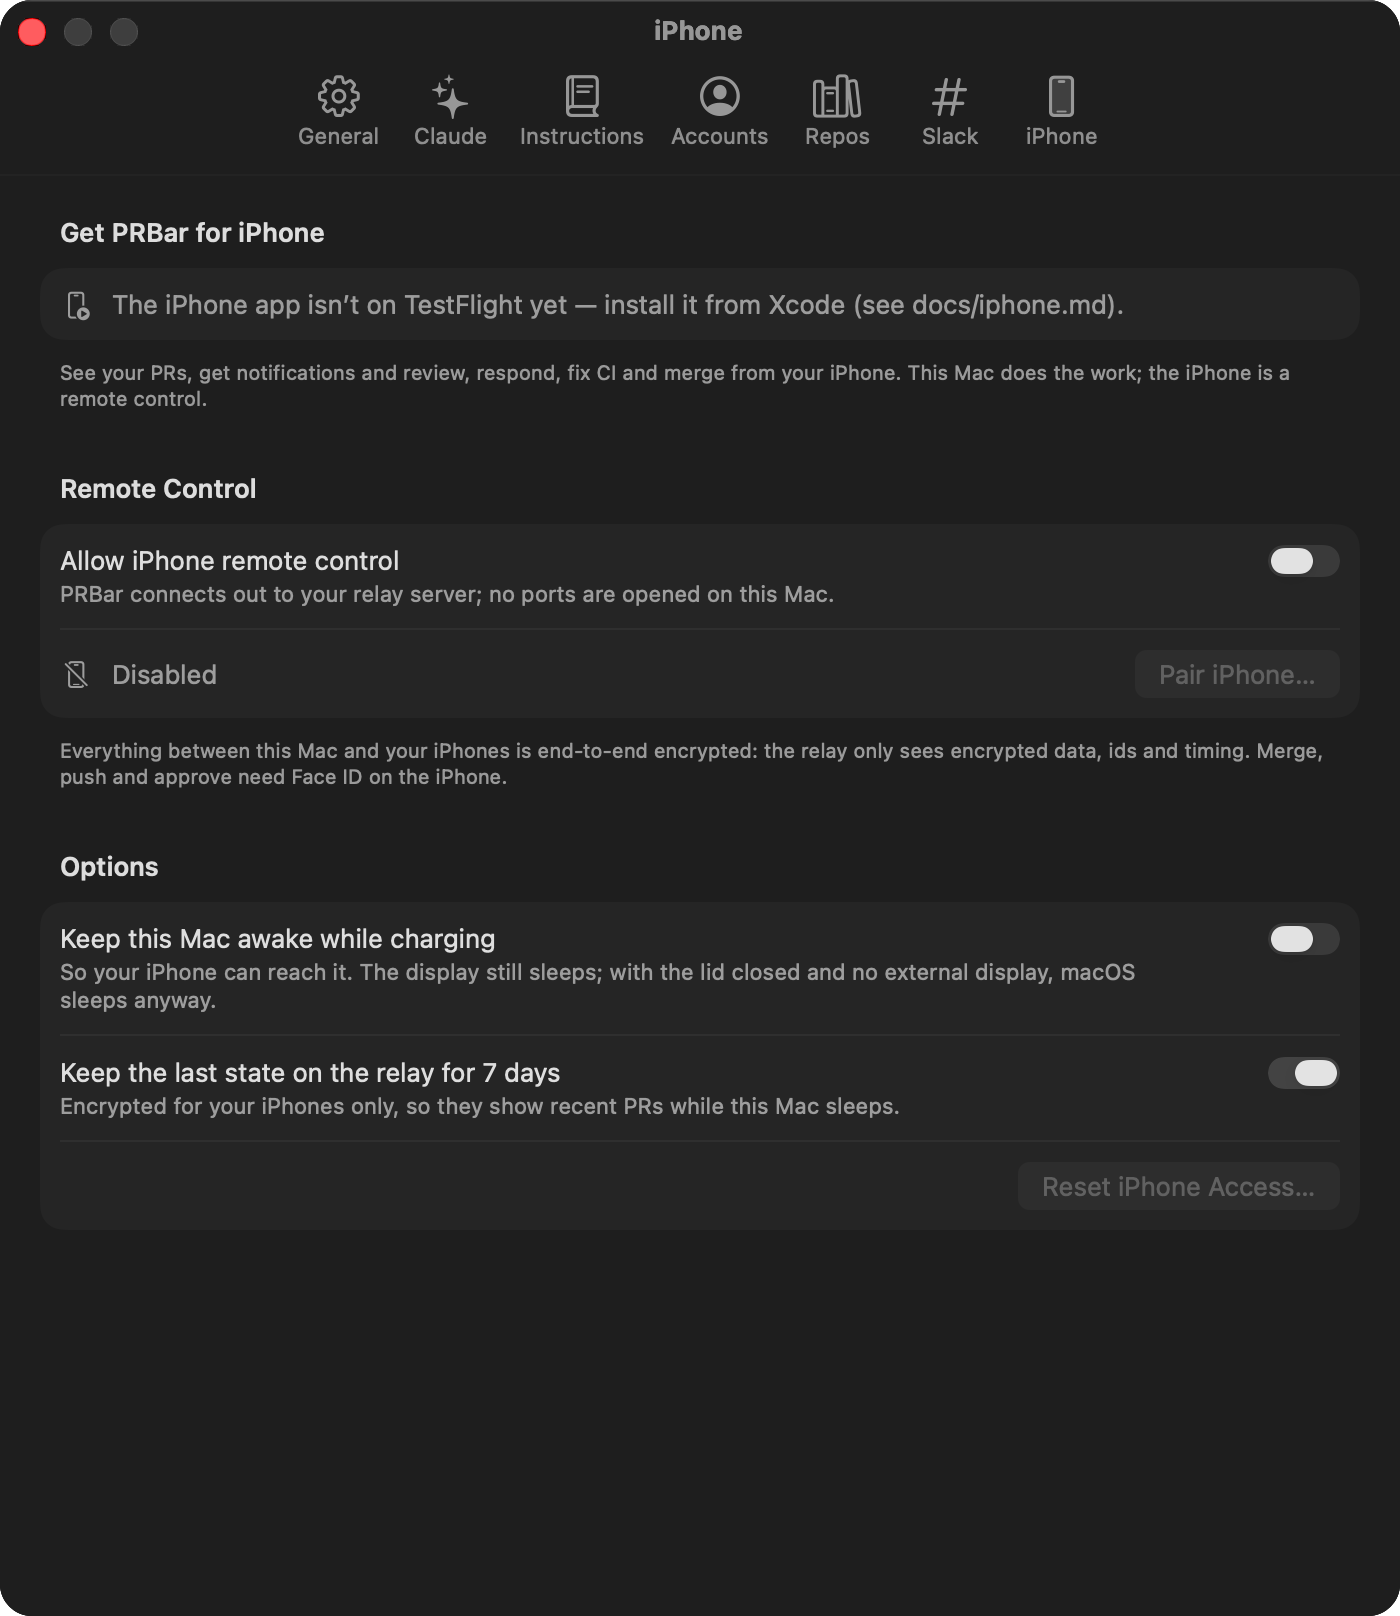 iPhone
General
Claude
Instructions
Accounts
Repos
Slack
iPhone
Get PRBar for iPhone
The iPhone app isn’t on TestFlight yet — install it from Xcode (see docs/iphone.md).
See your PRs, get notifications and review, respond, fix CI and merge from your iPhone. This Mac does the work; the iPhone is a
remote control.
Remote Control
Allow iPhone remote control
PRBar connects out to your relay server; no ports are opened on this Mac.
Disabled
Pair iPhone...
Everything between this Mac and your iPhones is end-to-end encrypted: the relay only sees encrypted data, ids and timing. Merge,
push and approve need Face ID on the iPhone.
Options
Keep this Mac awake while charging
So your iPhone can reach it. The display still sleeps; with the lid closed and no external display, macOS
sleeps anyway.
Keep the last state on the relay for 7 days
Encrypted for your iPhones only, so they show recent PRs while this Mac sleeps.
Reset iPhone Access...